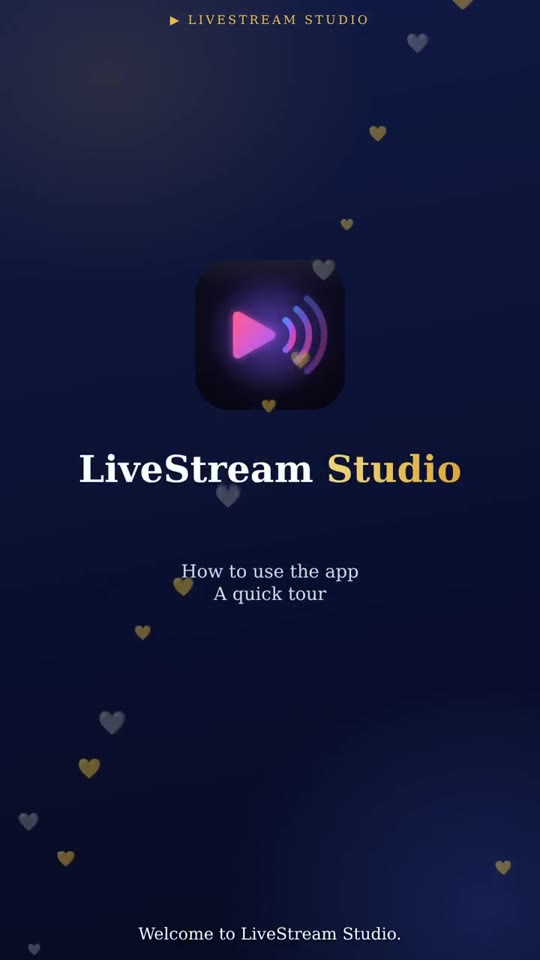 ▶ LIVESTREAM STUDIO
LiveStream Studio
How to use the app
A quick tour
Welcome to LiveStream Studio.